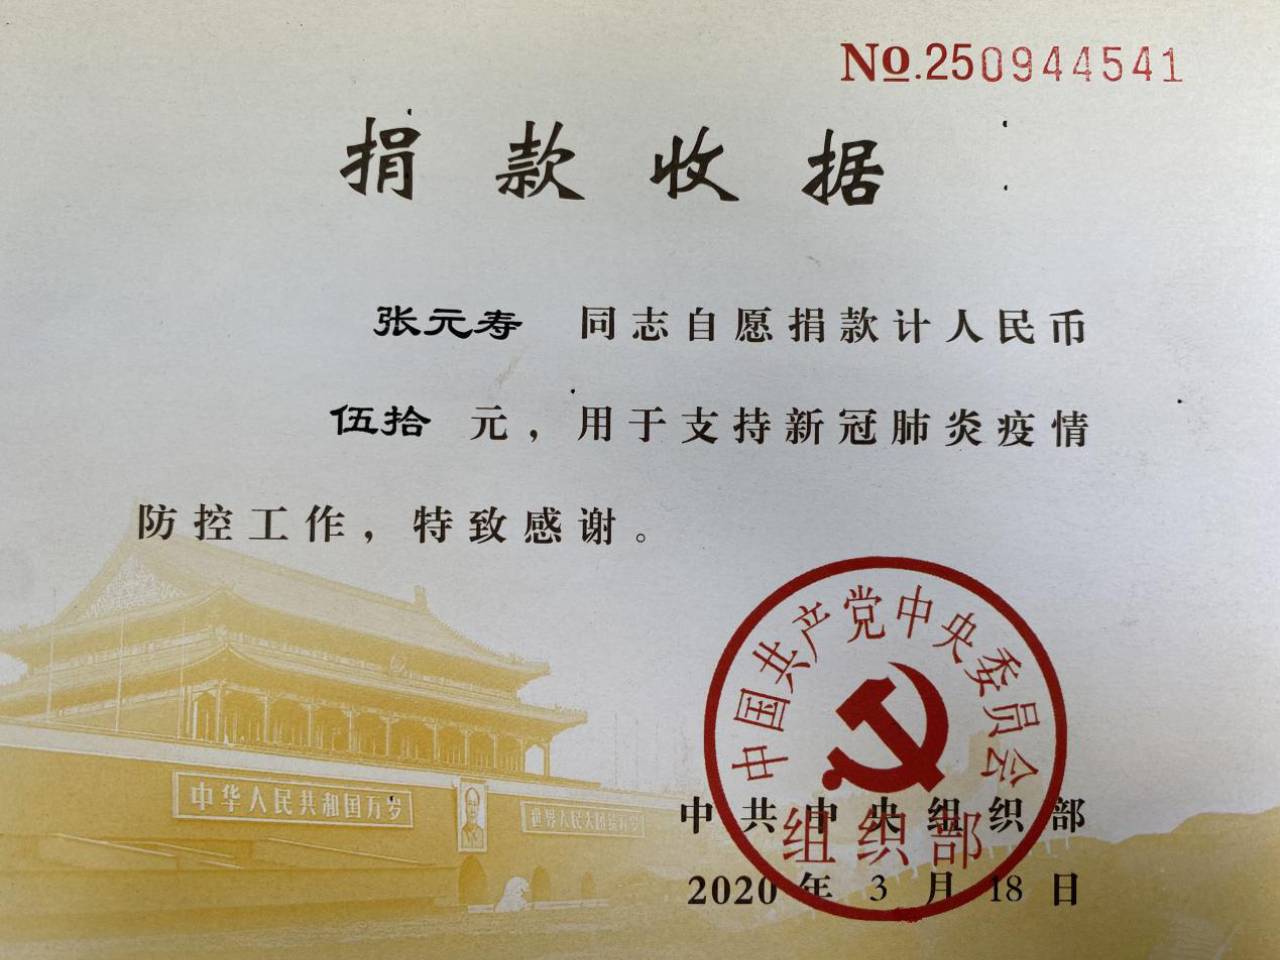 No.250944541
捐款收据
张元寿 同志自愿捐款计人民币
伍拾 元，用于支持新冠肺炎疫情
防控工作，特致感谢。
中国共产党中央委员会
组织部
中共中央组织部
2020年3月18日
中华人民共和国万岁
世界人民大团结万岁